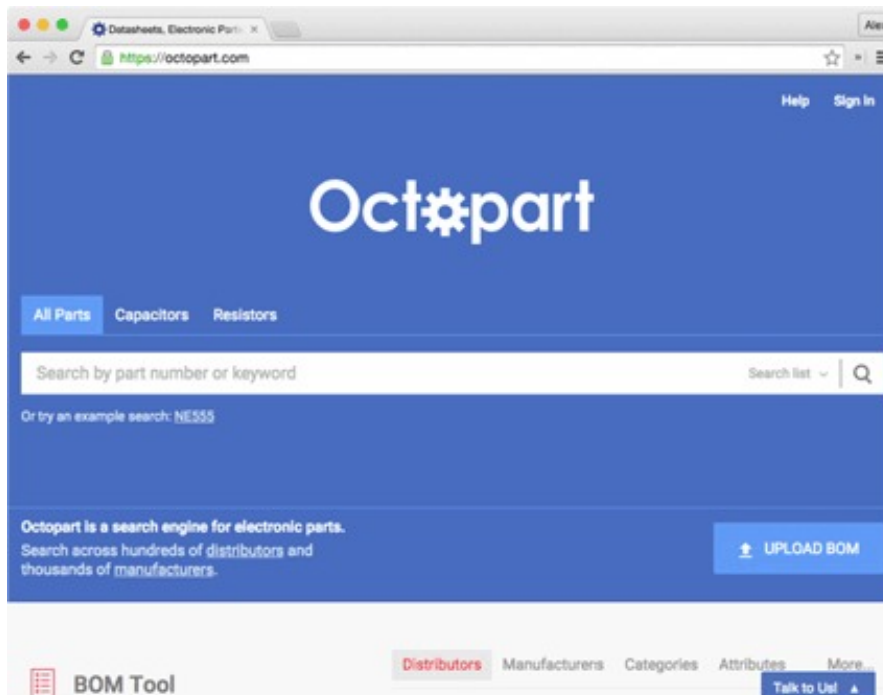 Datasheets, Electronic Part
Ale
https://octopart.com
Help Sign In
Octopart
All Parts Capacitors Resistors
Search by part number or keyword Search list
Or try an example search: NE555
Octopart is a search engine for electronic parts.
Search across hundreds of distributors and
thousands of manufacturers.
UPLOAD BOM
Distributors Manufacturers Categories Attributes More...
BOM Tool
Talk to Us!